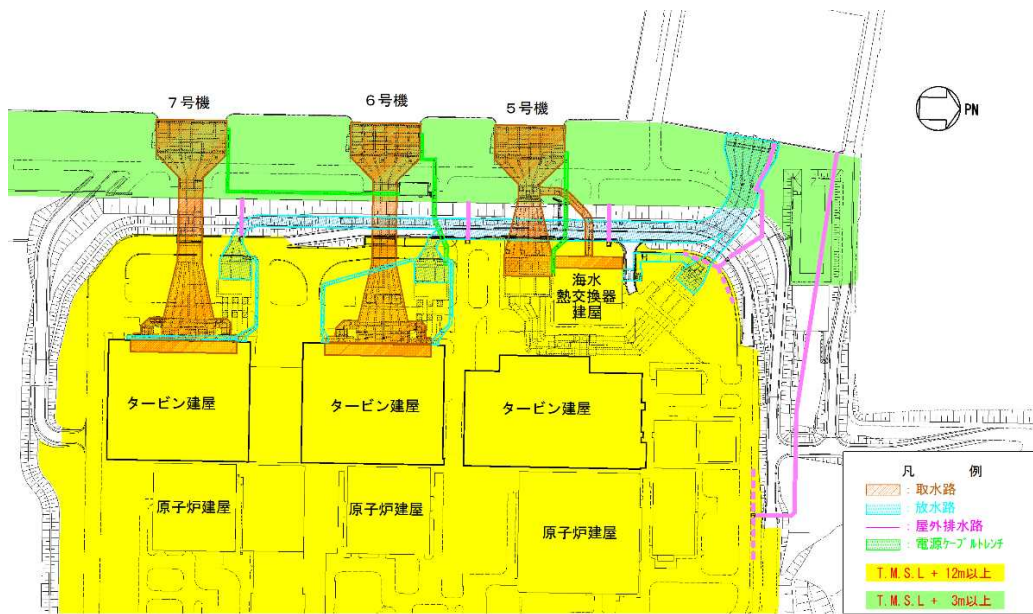 7号機
6号機
5号機
PN
海水
熱交換器
建屋
タービン建屋
タービン建屋
タービン建屋
原子炉建屋
原子炉建屋
原子炉建屋
凡　　例
：取水路
：放水路
：屋外排水路
：電源ケーブルトレンチ
T.M.S.L + 12m以上
T.M.S.L + 3m以上